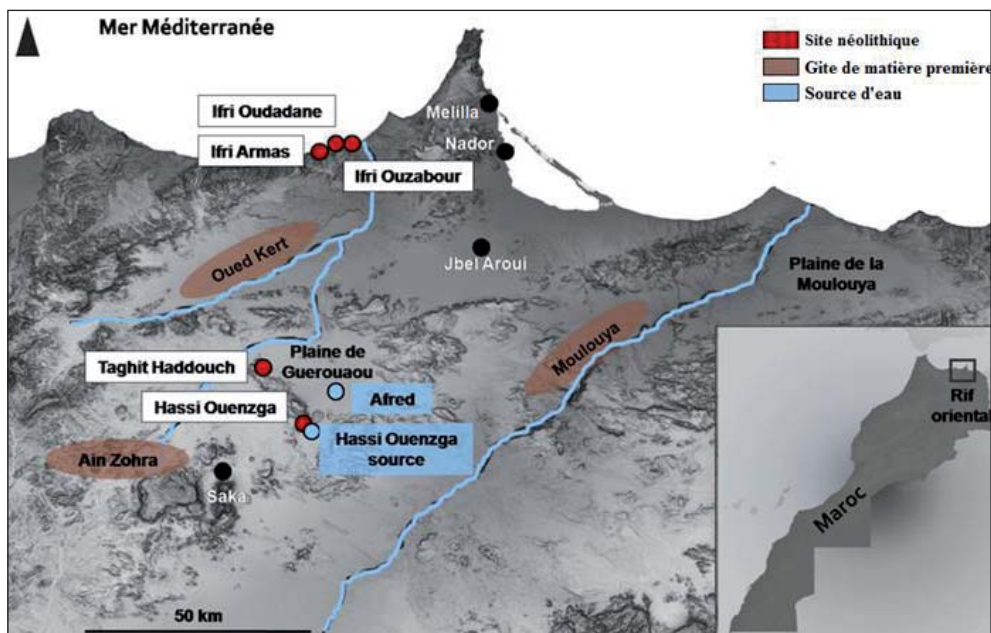 Mer Méditerranée
Site néolithique
Gite de matière première
Source d'eau
Ifri Oudadane
Melilla
Ifri Armas
Nador
Ifri Ouzabour
Oued Kert
Jbel Aroui
Plaine de la
Moulouya
Moulouya
Taghit Haddouch
Plaine de
Guerouaou
Afred
Hassi Ouenzga
Hassi Ouenzga
source
Ain Zohra
Saka
Rif
oriental
Maroc
50 km